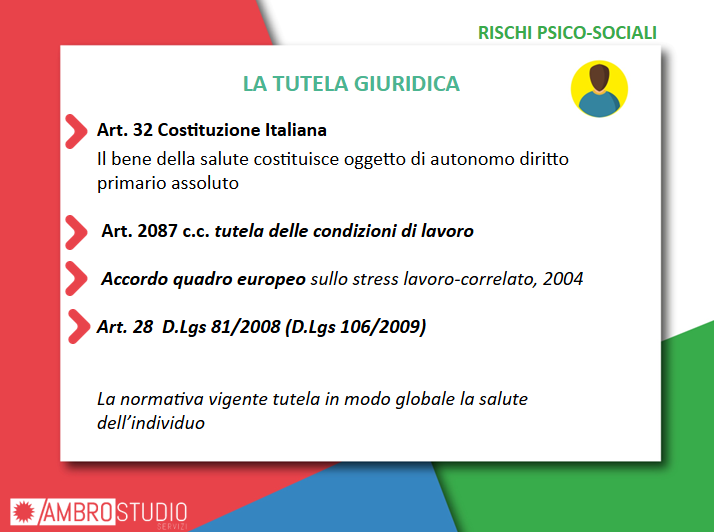 RISCHI PSICO-SOCIALI
LA TUTELA GIURIDICA
Art. 32 Costituzione Italiana
Il bene della salute costituisce oggetto di autonomo diritto
primario assoluto
Art. 2087 c.c. tutela delle condizioni di lavoro
Accordo quadro europeo sullo stress lavoro-correlato, 2004
Art. 28 D.Lgs 81/2008 (D.Lgs 106/2009)
La normativa vigente tutela in modo globale la salute
dell’individuo
AMBROSTUDIO
SERVIZI